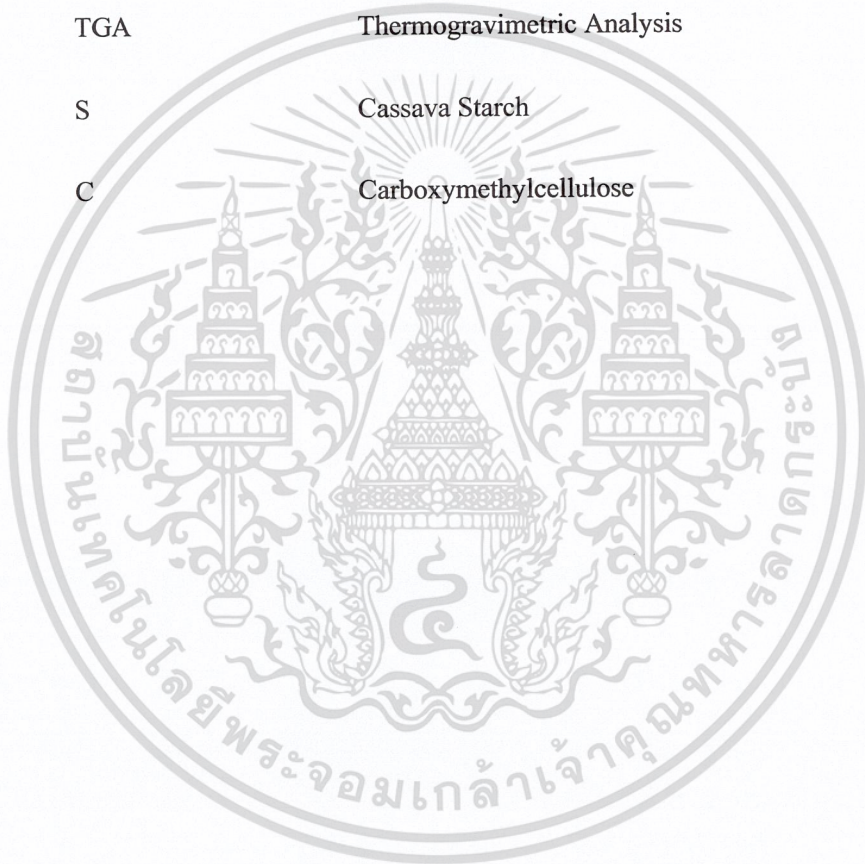 TGA Thermogravimetric Analysis
S Cassava Starch
C Carboxymethylcellulose
๔
สถาบันเทคโนโลยีพระจอมเกล้าเจ้าคุณทหารลาดกระบัง